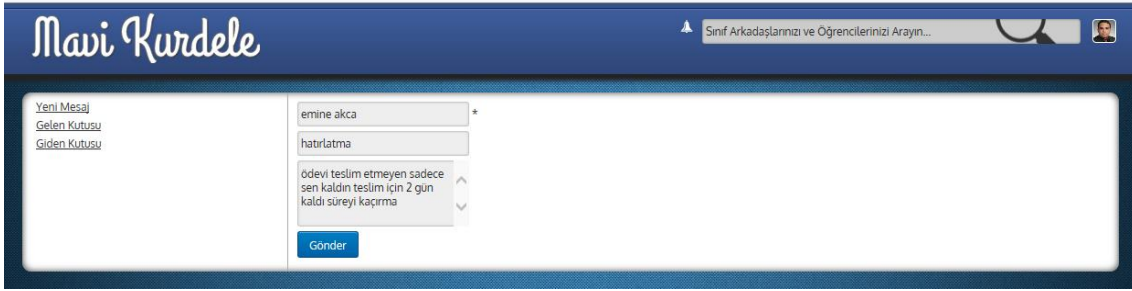 Mavi Kurdele
Sınıf Arkadaşlarınızı ve Öğrencilerinizi Arayın...
Yeni Mesaj
Gelen Kutusu
Giden Kutusu
emine akca *
hatırlatma
ödevi teslim etmeyen sadece
sen kaldın teslim için 2 gün
kaldı süreyi kaçırma
Gönder